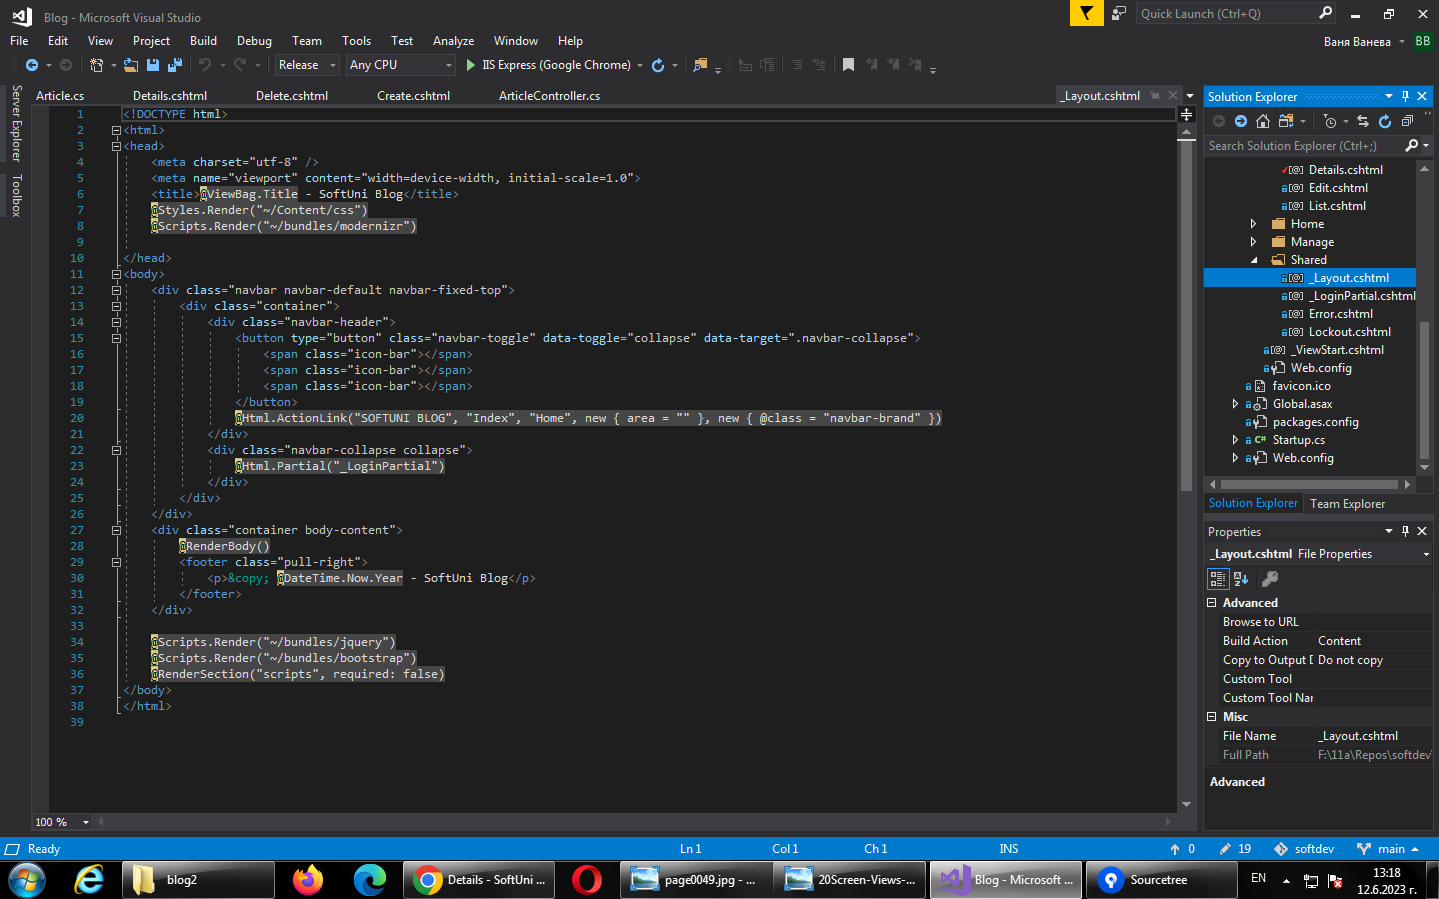 Blog - Microsoft Visual Studio
Quick Launch (Ctrl+Q)
File Edit View Project Build Debug Team Tools Test Analyze Window Help
Ваня Ванева BB
Release Any CPU IIS Express (Google Chrome)
Server Explorer
Toolbox
Article.cs Details.cshtml Delete.cshtml Create.cshtml ArticleController.cs _Layout.cshtml
1 <!DOCTYPE html>
2 <html>
3 <head>
4 <meta charset="utf-8" />
5 <meta name="viewport" content="width=device-width, initial-scale=1.0">
6 <title>@ViewBag.Title - SoftUni Blog</title>
7 @Styles.Render("~/Content/css")
8 @Scripts.Render("~/bundles/modernizr")
9
10 </head>
11 <body>
12 <div class="navbar navbar-default navbar-fixed-top">
13 <div class="container">
14 <div class="navbar-header">
15 <button type="button" class="navbar-toggle" data-toggle="collapse" data-target=".navbar-collapse">
16 <span class="icon-bar"></span>
17 <span class="icon-bar"></span>
18 <span class="icon-bar"></span>
19 </button>
20 @Html.ActionLink("SOFTUNI BLOG", "Index", "Home", new { area = "" }, new { @class = "navbar-brand" })
21 </div>
22 <div class="navbar-collapse collapse">
23 @Html.Partial("_LoginPartial")
24 </div>
25 </div>
26 </div>
27 <div class="container body-content">
28 @RenderBody()
29 <footer class="pull-right">
30 <p>&copy; @DateTime.Now.Year - SoftUni Blog</p>
31 </footer>
32 </div>
33
34 @Scripts.Render("~/bundles/jquery")
35 @Scripts.Render("~/bundles/bootstrap")
36 @RenderSection("scripts", required: false)
37 </body>
38 </html>
39
100 %
Solution Explorer
Search Solution Explorer (Ctrl+;)
Details.cshtml
Edit.cshtml
List.cshtml
Home
Manage
Shared
_Layout.cshtml
_LoginPartial.cshtml
Error.cshtml
Lockout.cshtml
_ViewStart.cshtml
Web.config
favicon.ico
Global.asax
packages.config
C# Startup.cs
Web.config
Solution Explorer Team Explorer
Properties
_Layout.cshtml File Properties
Advanced
Browse to URL
Build Action Content
Copy to Output D Do not copy
Custom Tool
Custom Tool Nar
Misc
File Name _Layout.cshtml
Full Path F:\11a\Repos\softdev
Advanced
Ready Ln 1 Col 1 Ch 1 INS 0 19 softdev main
blog2 Details - SoftUni ... page0049.jpg - ... 20Screen-Views-... Blog - Microsoft ... Sourcetree EN 13:18
12.6.2023 г.